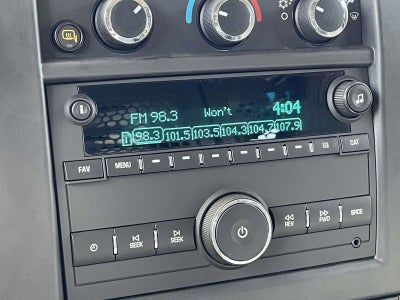 FM 98.3 Won't 4:04
98.3 101.5 103.5 104.3 104.7 107.9
FAV MENU EQ CAT
SEEK SEEK REV FWD SRCE